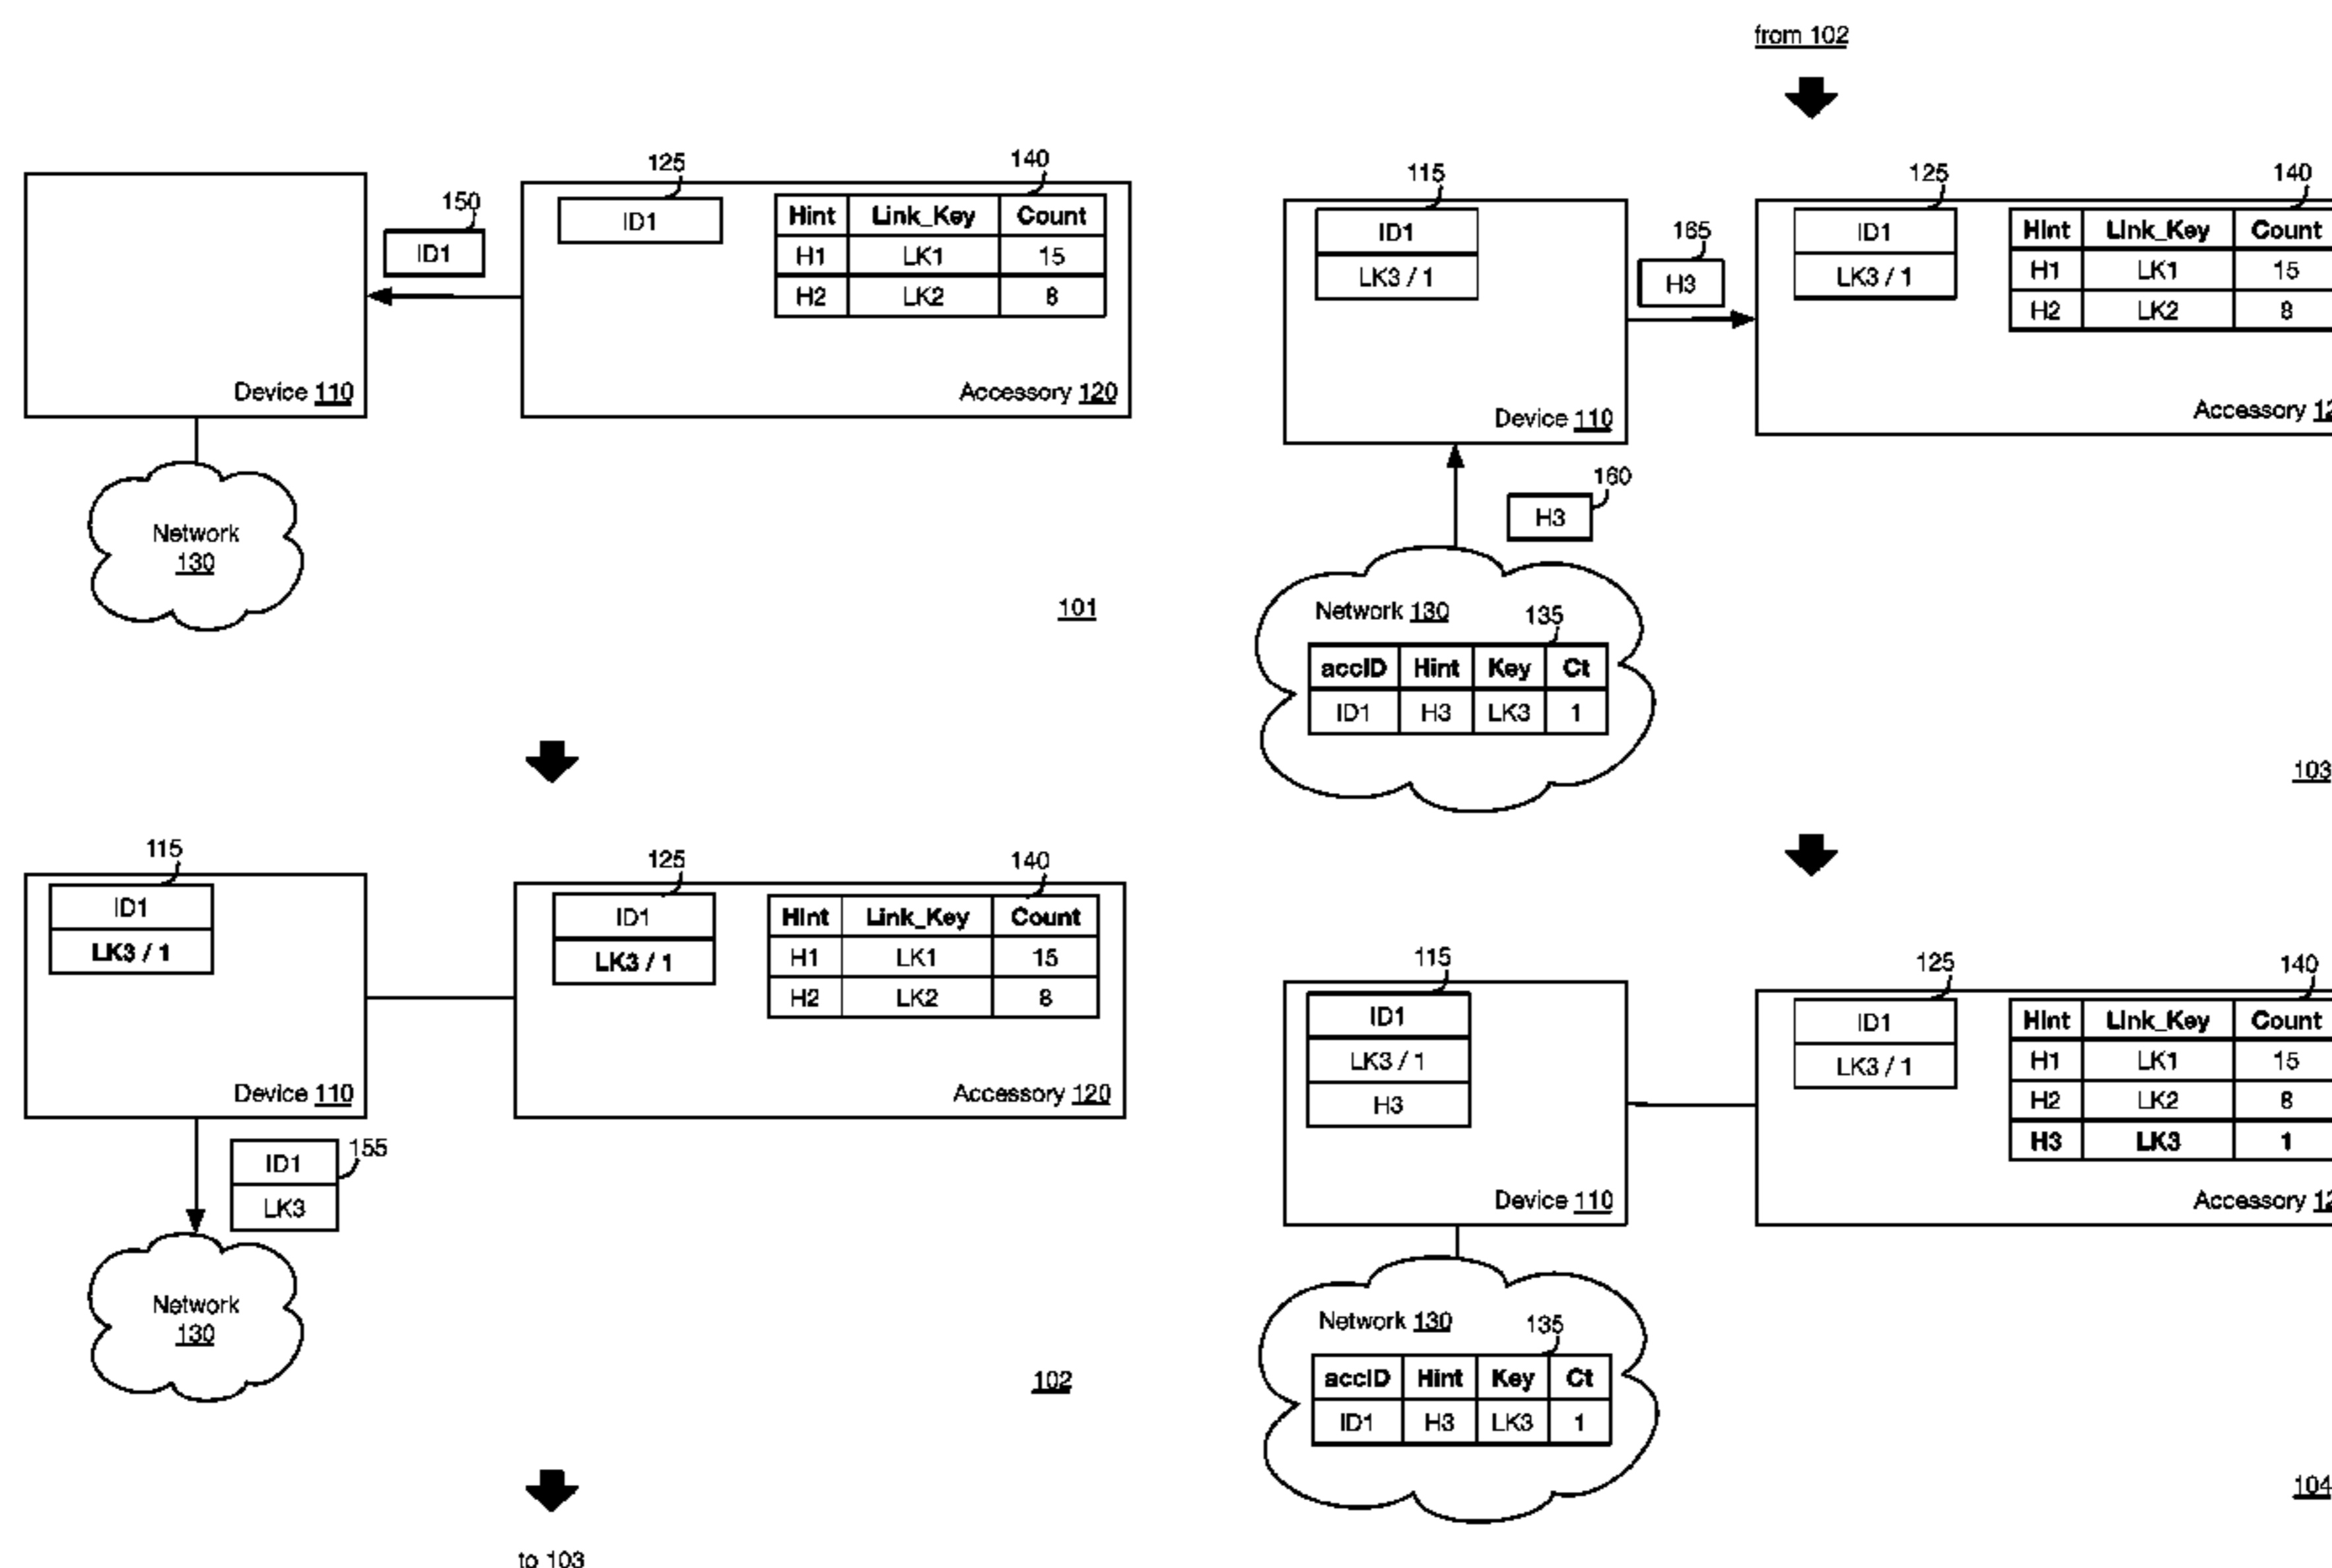 150
ID1
125
ID1
140
Hint Link_Key Count
H1 LK1 15
H2 LK2 8
Device 110
Accessory 120
Network
130
101
115
ID1
LK3 / 1
125
ID1
LK3 / 1
140
Hint Link_Key Count
H1 LK1 15
H2 LK2 8
Device 110
Accessory 120
155
ID1
LK3
Network
130
102
to 103
from 102
115
ID1
LK3 / 1
165
H3
125
ID1
LK3 / 1
140
Hint Link_Key Count
H1 LK1 15
H2 LK2 8
Device 110
Accessory 12
160
H3
Network 130
135
accID Hint Key Ct
ID1 H3 LK3 1
103
115
ID1
LK3 / 1
H3
125
ID1
LK3 / 1
140
Hint Link_Key Count
H1 LK1 15
H2 LK2 8
H3 LK3 1
Device 110
Accessory 12
Network 130
135
accID Hint Key Ct
ID1 H3 LK3 1
104